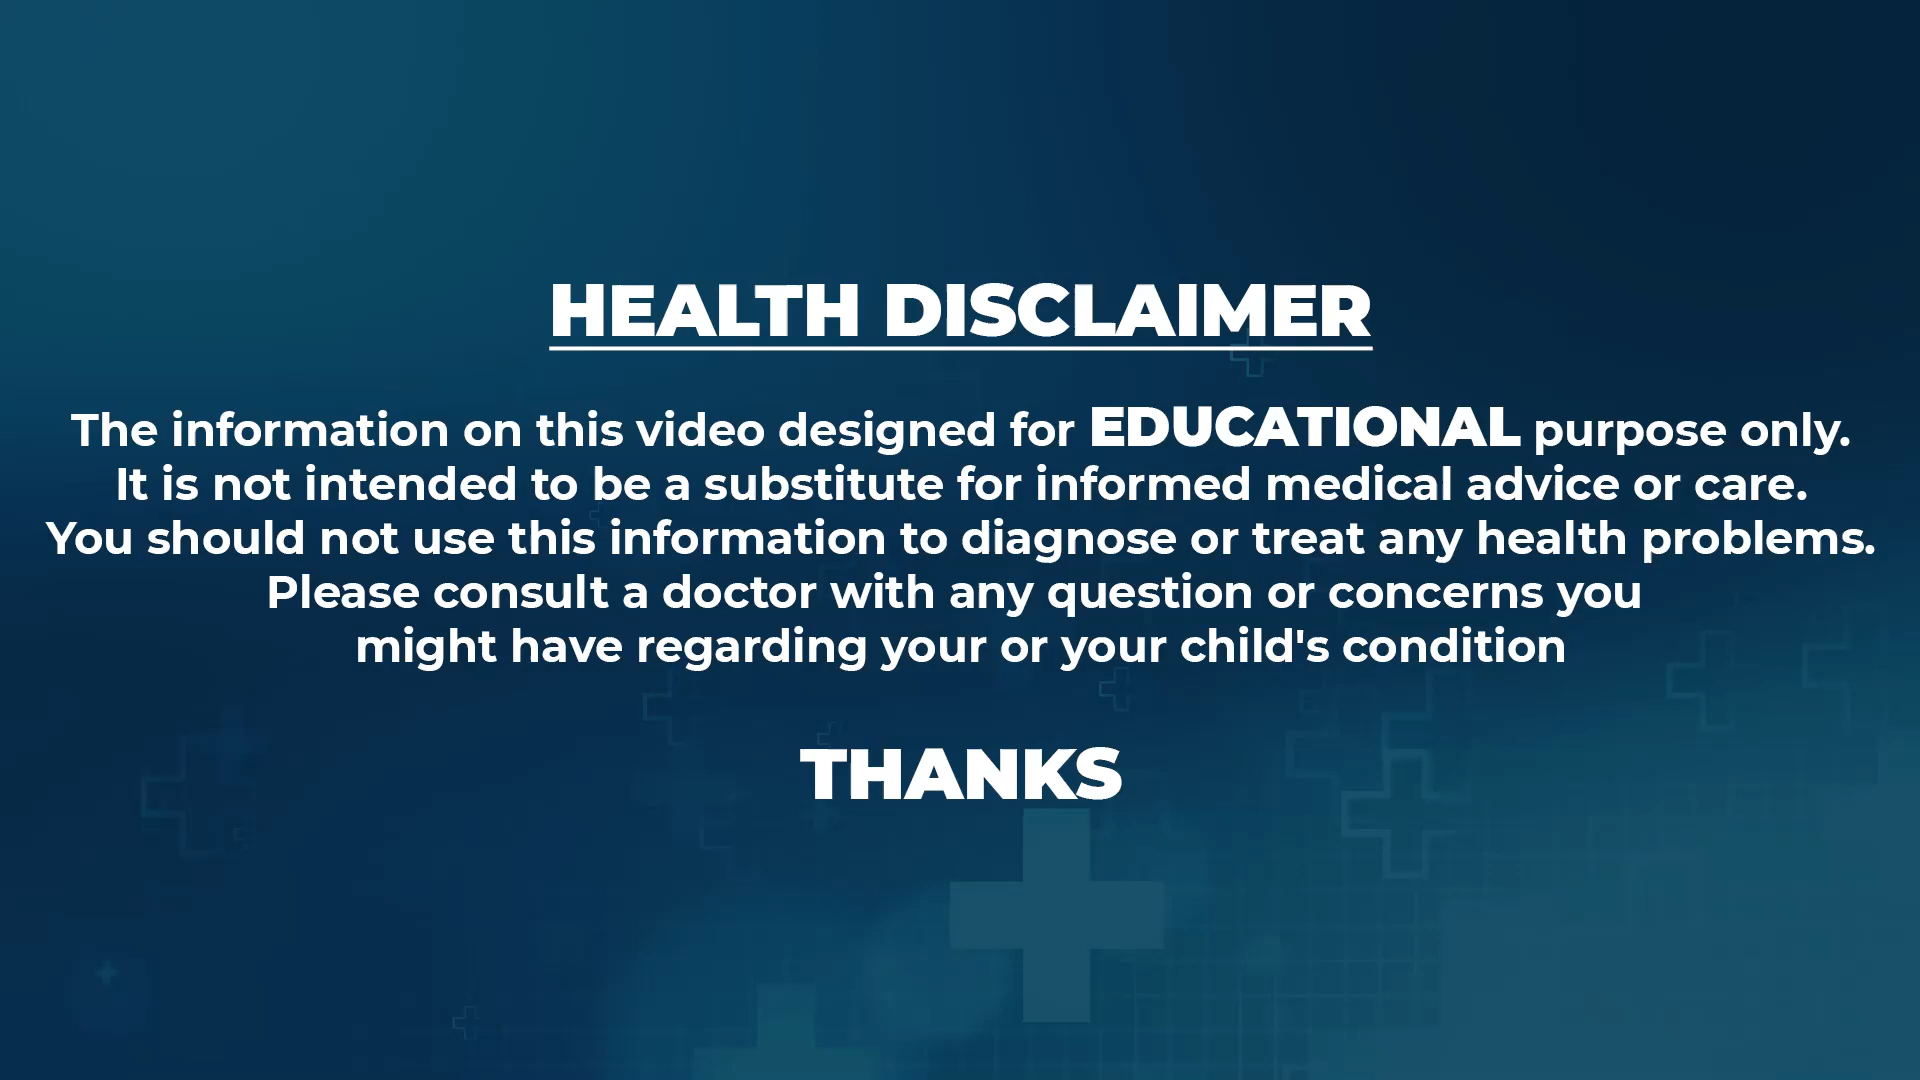 HEALTH DISCLAIMER
The information on this video designed for EDUCATIONAL purpose only.
It is not intended to be a substitute for informed medical advice or care.
You should not use this information to diagnose or treat any health problems.
Please consult a doctor with any question or concerns you
might have regarding your or your child's condition
THANKS